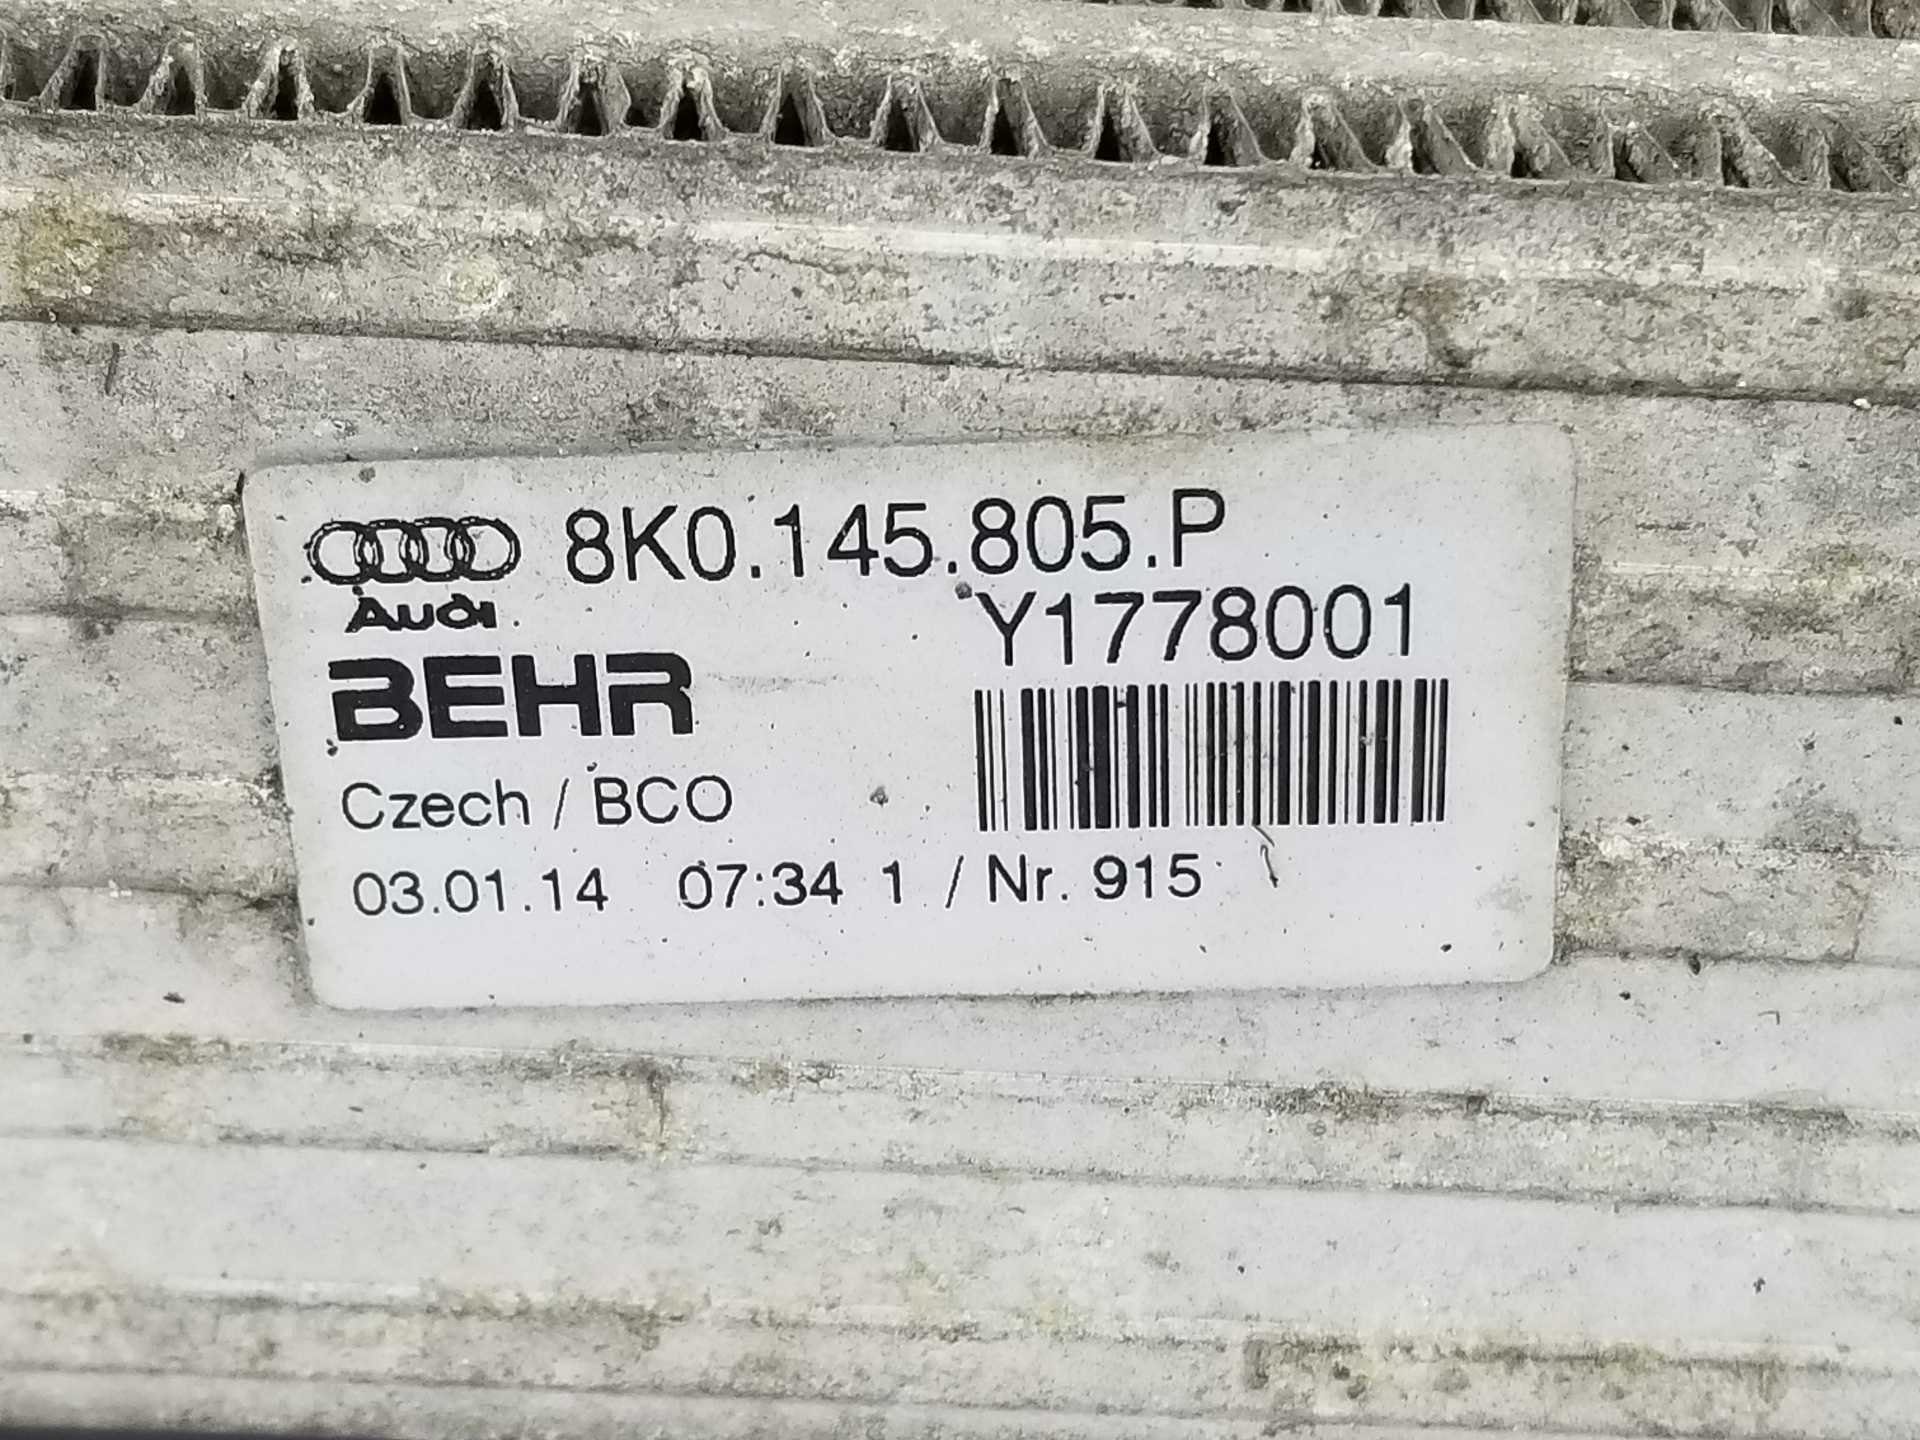 8K0.145.805.P
Audi
Y1778001
BEHR
Czech / BCO
03.01.14 07:34 1 / Nr. 915